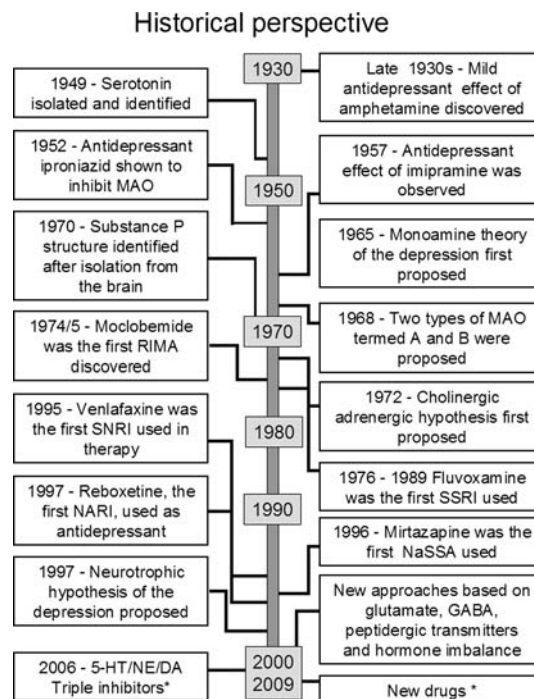 Historical perspective
1930
Late 1930s - Mild
antidepressant effect of
amphetamine discovered
1949 - Serotonin
isolated and identified
1952 - Antidepressant
iproniazid shown to
inhibit MAO
1957 - Antidepressant
effect of imipramine was
observed
1950
1970 - Substance P
structure identified
after isolation from
the brain
1965 - Monoamine theory
of the depression first
proposed
1970
1968 - Two types of MAO
termed A and B were
proposed
1974/5 - Moclobemide
was the first RIMA
discovered
1972 - Cholinergic
adrenergic hypothesis first
proposed
1980
1995 - Venlafaxine was
the first SNRI used in
therapy
1976 - 1989 Fluvoxamine
was the first SSRI used
1990
1997 - Reboxetine, the
first NARI, used as
antidepressant
1996 - Mirtazapine was the
first NaSSA used
1997 - Neurotrophic
hypothesis of the
depression proposed
New approaches based on
glutamate, GABA,
peptidergic transmitters
and hormone imbalance
2006 - 5-HT/NE/DA
Triple inhibitors*
2000
2009
New drugs *